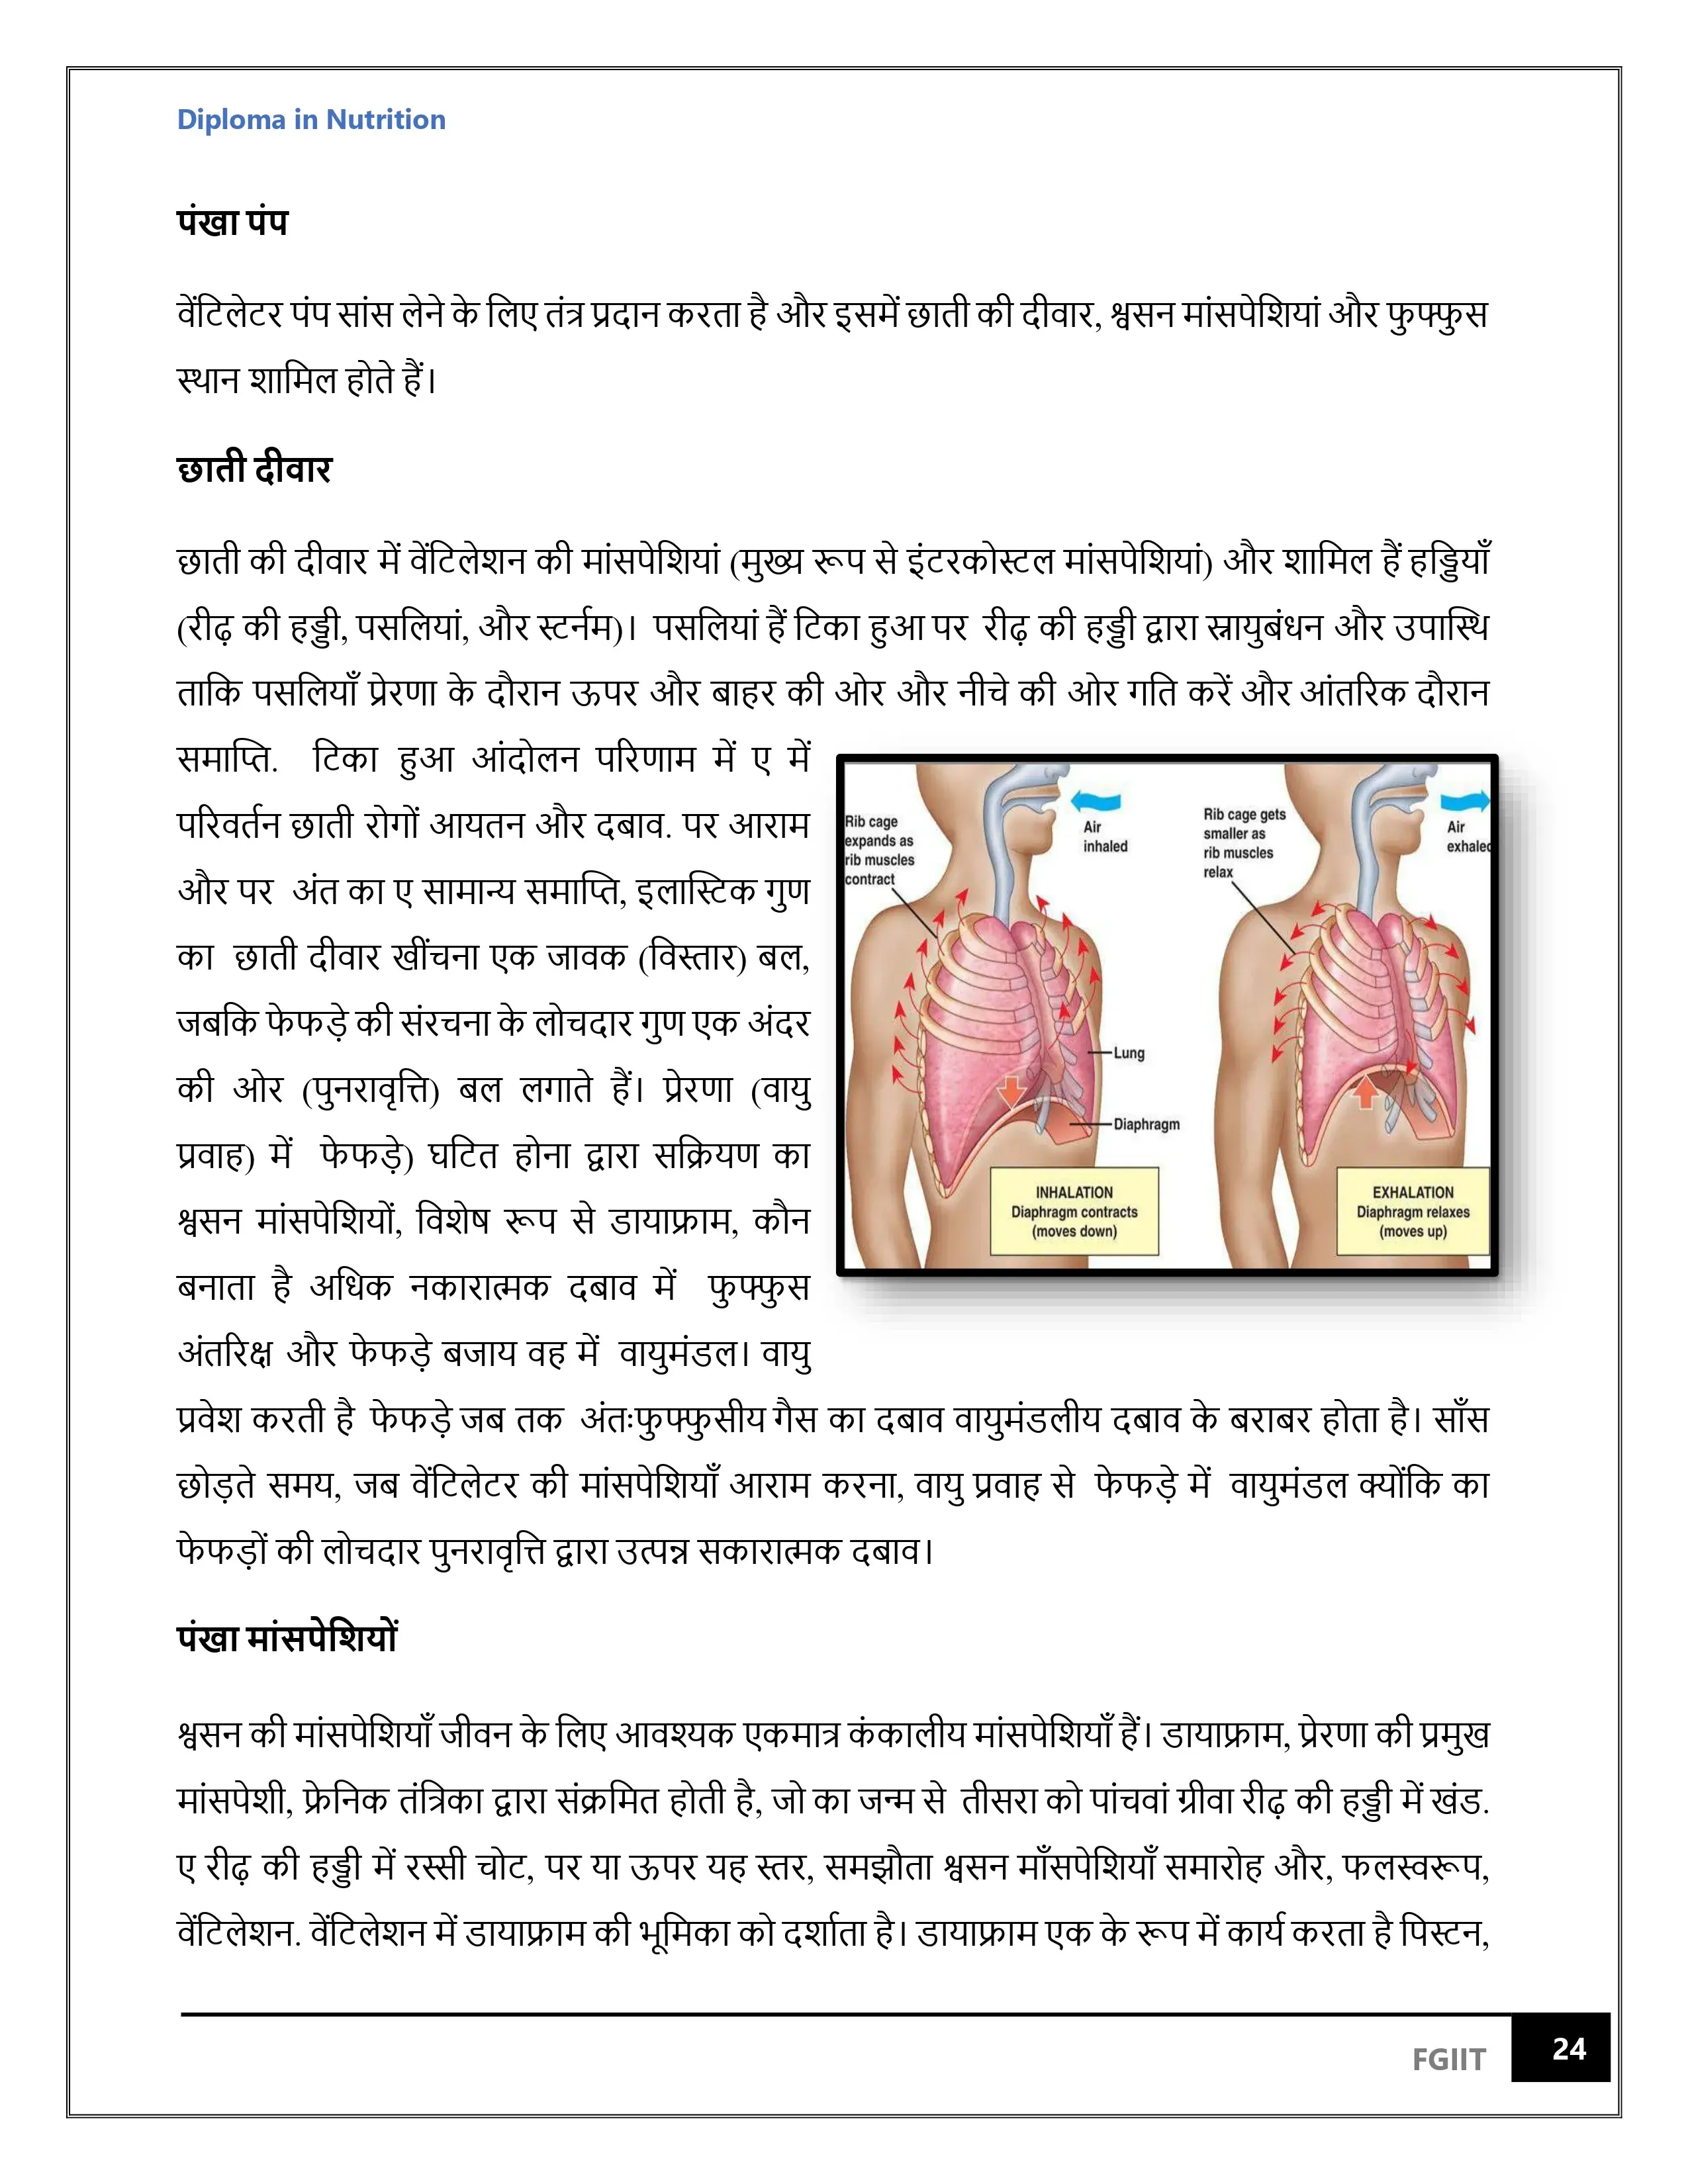 Diploma in Nutrition
पंखा पंप
वेंटिलेटर पंप सांस लेने के लिए तंत्र प्रदान करता है और इसमें छाती की दीवार, श्वसन मांसपेशियां और फुफ्फुस
स्थान शामिल होते हैं।
छाती दीवार
छाती की दीवार में वेंटिलेशन की मांसपेशियां (मुख्य रूप से इंटरकोस्टल मांसपेशियां) और शामिल हैं हड्डियाँ
(रीढ़ की हड्डी, पसलियां, और स्टर्नम)। पसलियां हैं टिका हुआ पर रीढ़ की हड्डी द्वारा स्नायुबंधन और उपास्थि
ताकि पसलियाँ प्रेरणा के दौरान ऊपर और बाहर की ओर और नीचे की ओर गति करें और आंतरिक दौरान
समाप्ति. टिका हुआ आंदोलन परिणाम में ए में
परिवर्तन छाती रोगों आयतन और दबाव. पर आराम
और पर अंत का ए सामान्य समाप्ति, इलास्टिक गुण
का छाती दीवार खींचना एक जावक (विस्तार) बल,
जबकि फेफड़े की संरचना के लोचदार गुण एक अंदर
की ओर (पुनरावृत्ति) बल लगाते हैं। प्रेरणा (वायु
प्रवाह) में फेफड़े) घटित होना द्वारा सक्रियण का
श्वसन मांसपेशियों, विशेष रूप से डायाफ्राम, कौन
बनाता है अधिक नकारात्मक दबाव में फुफ्फुस
अंतरिक्ष और फेफड़े बजाय वह में वायुमंडल। वायु
प्रवेश करती है फेफड़े जब तक अंतःफुफ्फुसीय गैस का दबाव वायुमंडलीय दबाव के बराबर होता है। साँस
छोड़ते समय, जब वेंटिलेटर की मांसपेशियाँ आराम करना, वायु प्रवाह से फेफड़े में वायुमंडल क्योंकि का
फेफड़ों की लोचदार पुनरावृत्ति द्वारा उत्पन्न सकारात्मक दबाव।
Rib cage
expands as
rib muscles
contract
Air
inhaled
Lung
Diaphragm
INHALATION
Diaphragm contracts
(moves down)
Rib cage gets
smaller as
rib muscles
relax
Air
exhaled
EXHALATION
Diaphragm relaxes
(moves up)
पंखा मांसपेशियों
श्वसन की मांसपेशियाँ जीवन के लिए आवश्यक एकमात्र कंकालीय मांसपेशियाँ हैं। डायाफ्राम, प्रेरणा की प्रमुख
मांसपेशी, फ्रेनिक तंत्रिका द्वारा संक्रमित होती है, जो का जन्म से तीसरा को पांचवां ग्रीवा रीढ़ की हड्डी में खंड.
ए रीढ़ की हड्डी में रस्सी चोट, पर या ऊपर यह स्तर, समझौता श्वसन माँसपेशियाँ समारोह और, फलस्वरूप,
वेंटिलेशन. वेंटिलेशन में डायाफ्राम की भूमिका को दर्शाता है। डायाफ्राम एक के रूप में कार्य करता है पिस्टन,
FGIIT
24